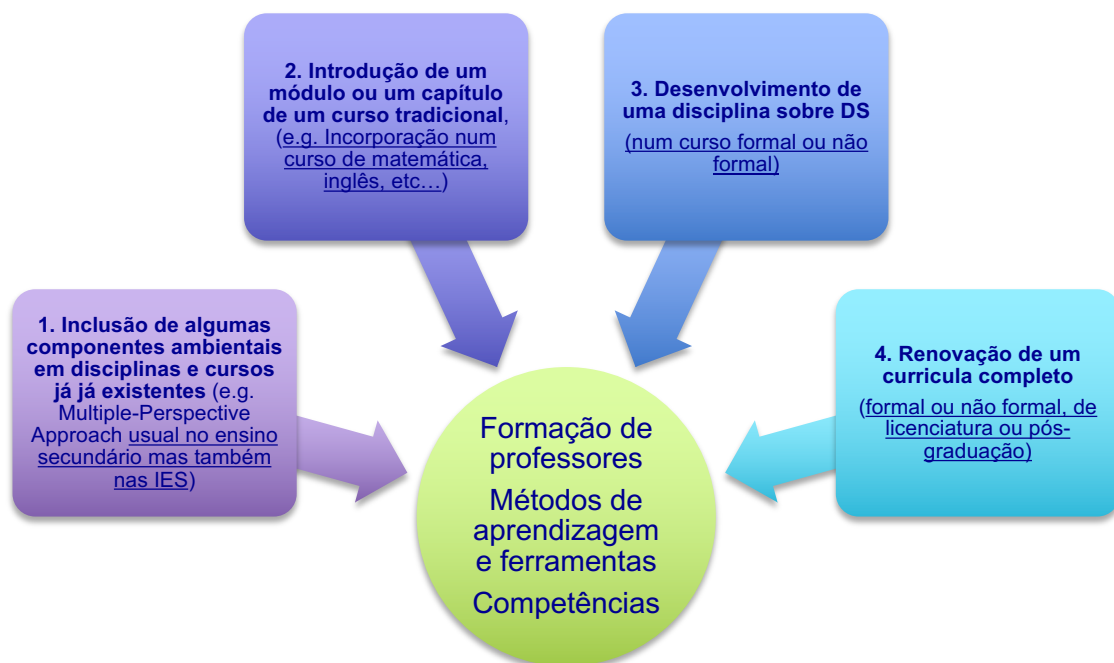 1. Inclusão de algumas
componentes ambientais
em disciplinas e cursos
já já existentes (e.g.
Multiple-Perspective
Approach usual no ensino
secundário mas também
nas IES)
2. Introdução de um
módulo ou um capítulo
de um curso tradicional,
(e.g. Incorporação num
curso de matemática,
inglês, etc…)
3. Desenvolvimento de
uma disciplina sobre DS
(num curso formal ou não
formal)
4. Renovação de um
curricula completo
(formal ou não formal, de
licenciatura ou pós-
graduação)
Formação de
professores
Métodos de
aprendizagem
e ferramentas
Competências